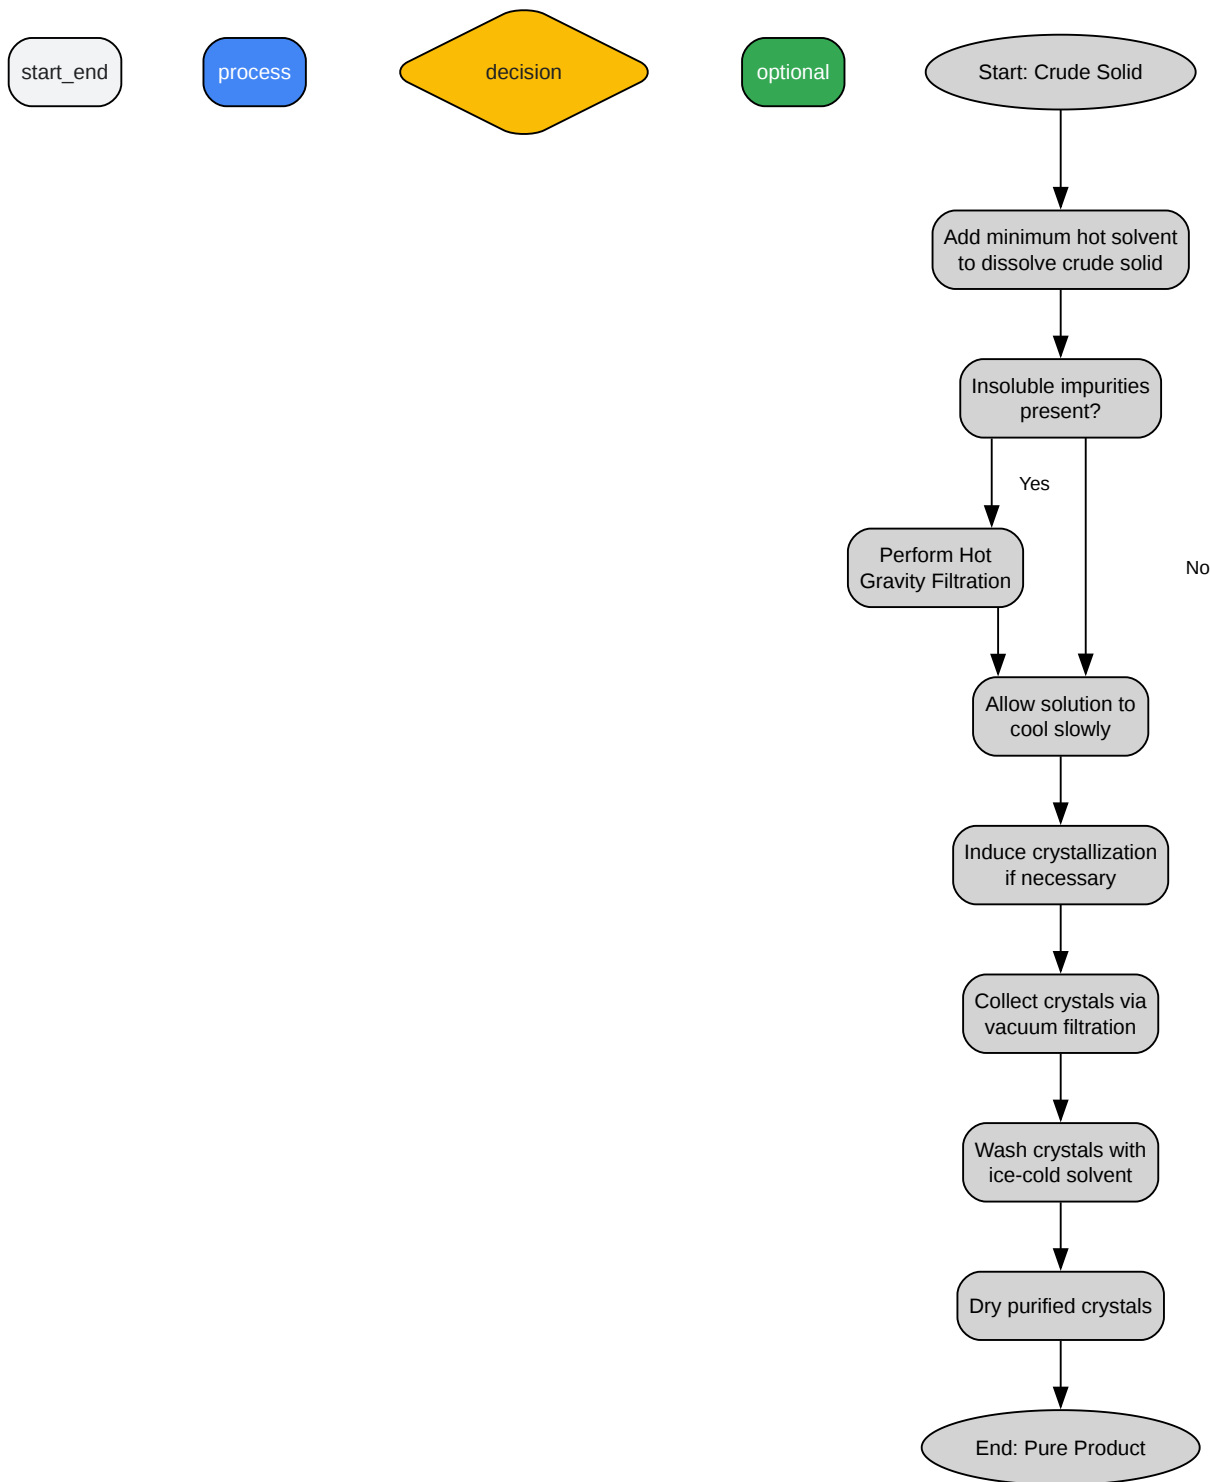 start_end
process
decision
optional
Start: Crude Solid
Add minimum hot solvent
to dissolve crude solid
Insoluble impurities
present?
Yes
Perform Hot
Gravity Filtration
No
Allow solution to
cool slowly
Induce crystallization
if necessary
Collect crystals via
vacuum filtration
Wash crystals with
ice-cold solvent
Dry purified crystals
End: Pure Product